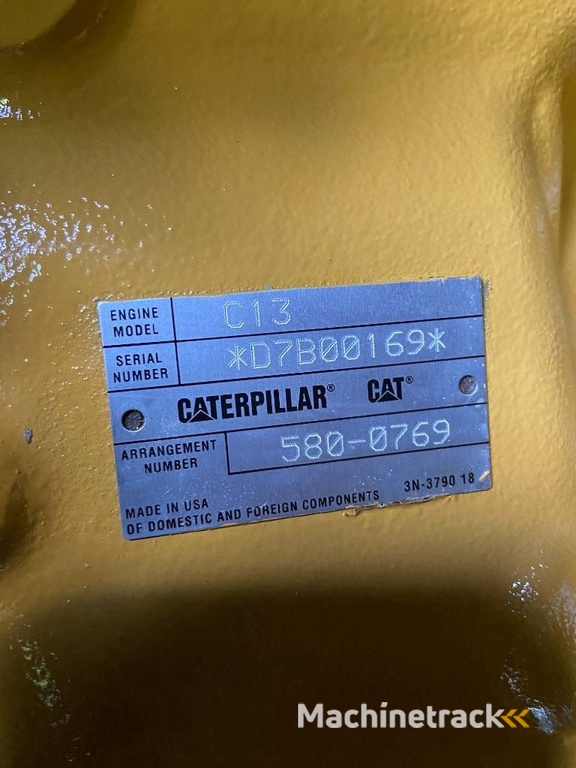 ENGINE MODEL C13
SERIAL NUMBER *D7B00169*
CATERPILLAR® CAT®
ARRANGEMENT NUMBER 580-0769
MADE IN USA 3N-3790 18
OF DOMESTIC AND FOREIGN COMPONENTS
Machinetrack